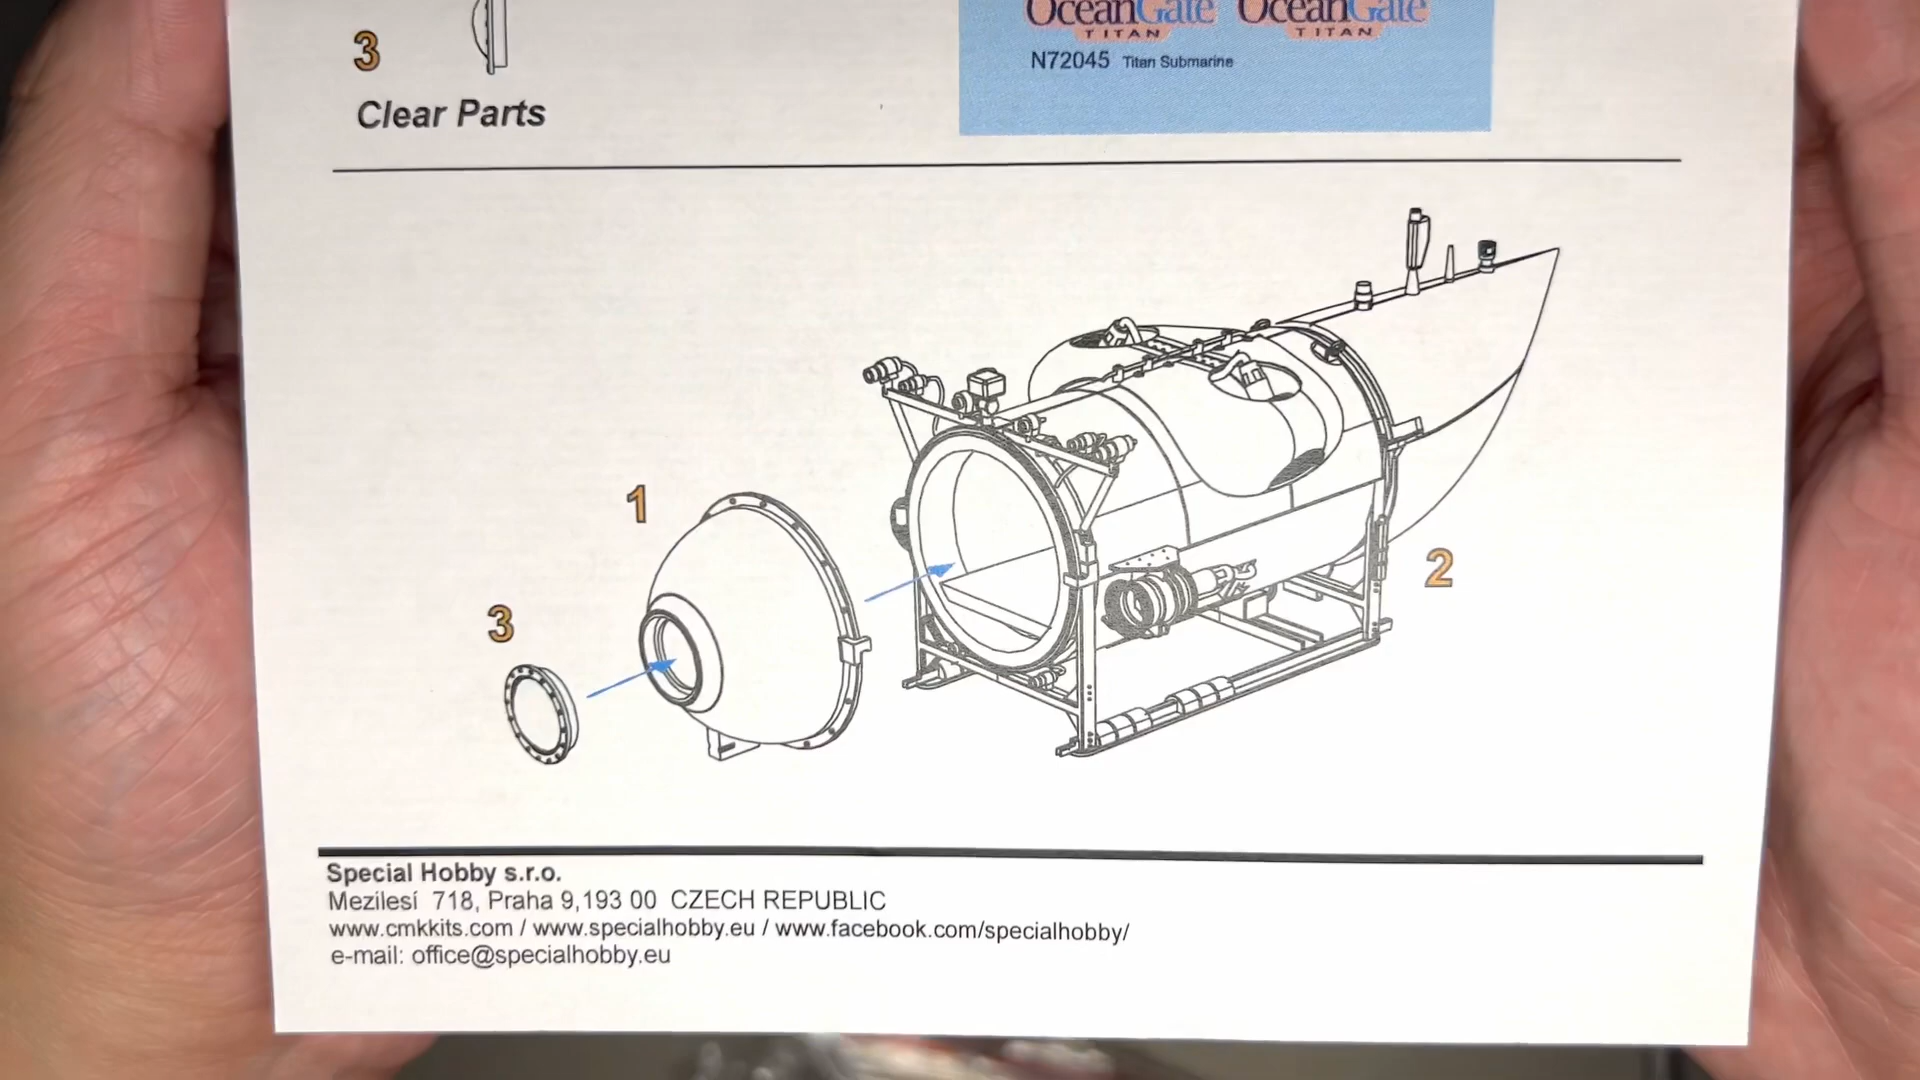 OceanGate OceanGate
TITAN TITAN
N72045 Titan Submarine
3
Clear Parts
1
2
3
Special Hobby s.r.o.
Mezilesí 718, Praha 9,193 00 CZECH REPUBLIC
www.cmkkits.com / www.specialhobby.eu / www.facebook.com/specialhobby/
e-mail: office@specialhobby.eu